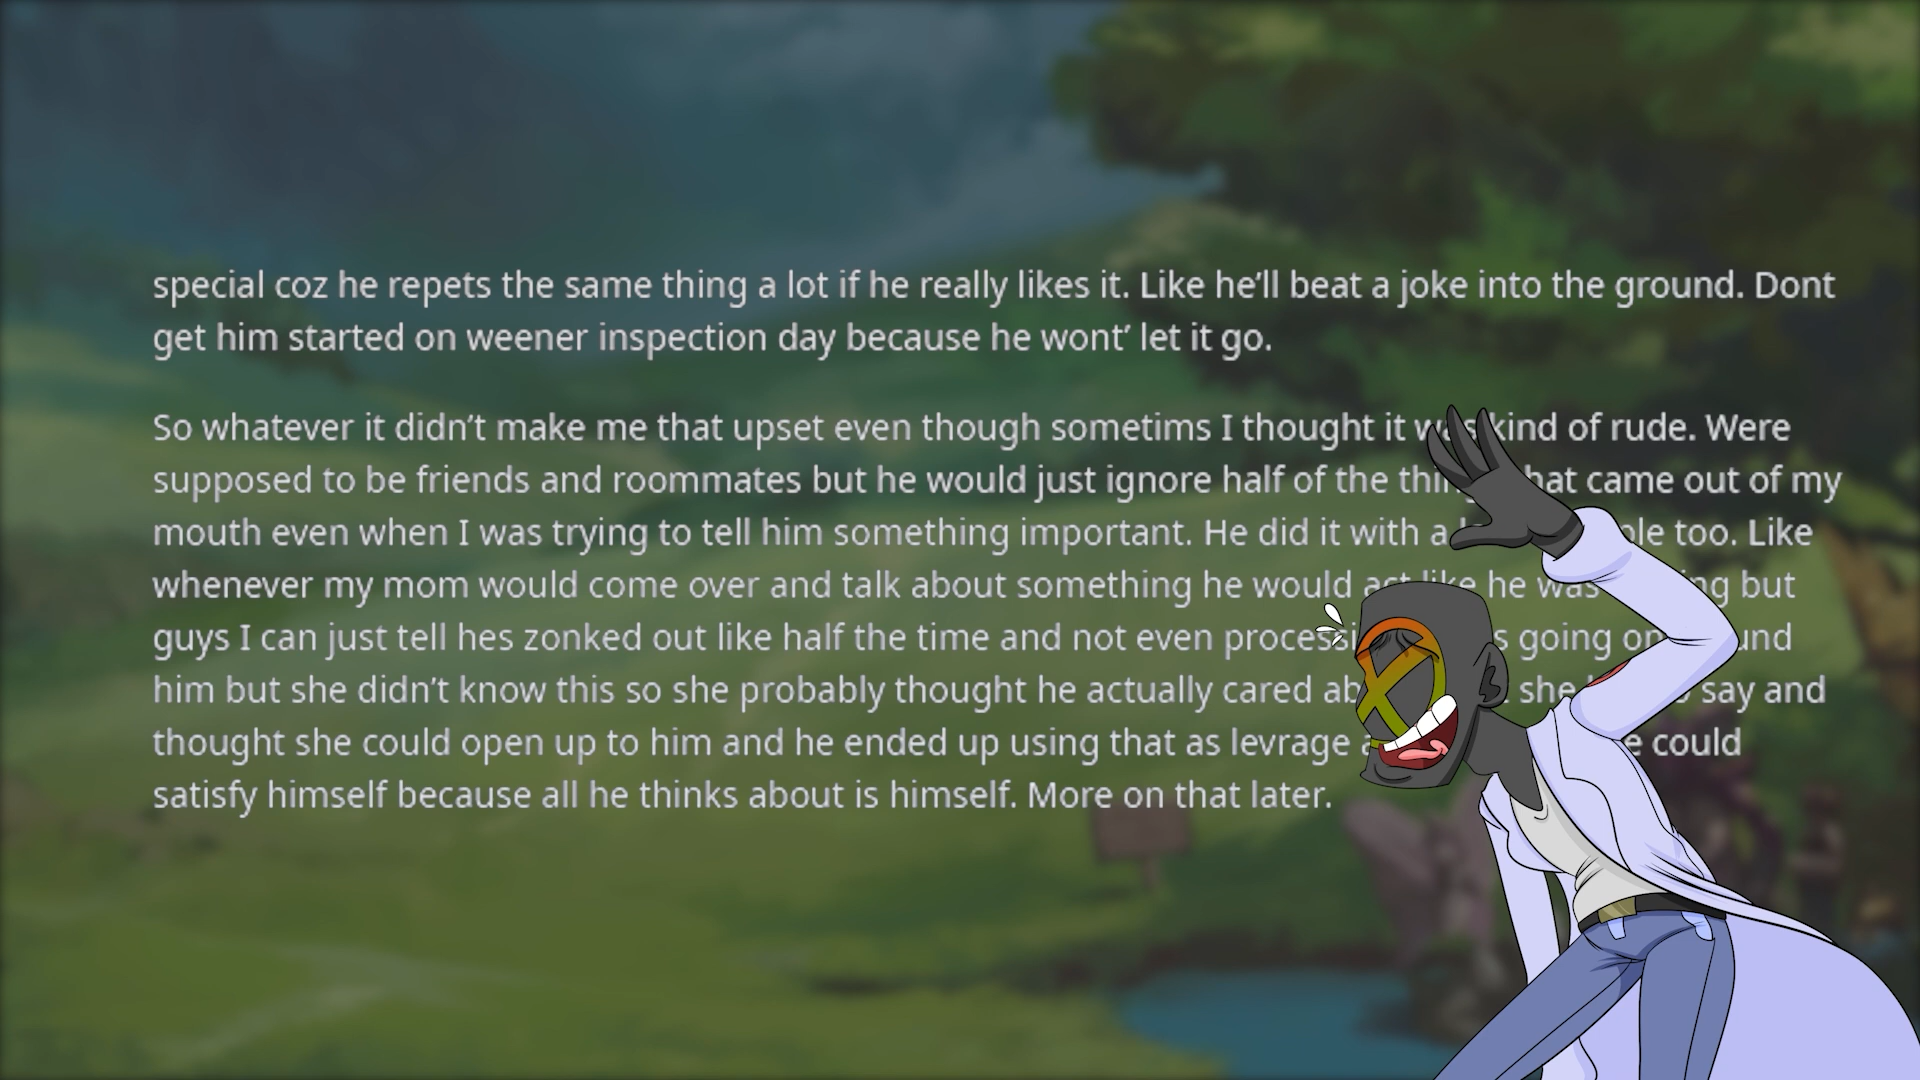 special coz he repets the same thing a lot if he really likes it. Like he’ll beat a joke into the ground. Dont
get him started on weener inspection day because he wont’ let it go.
So whatever it didn’t make me that upset even though sometims I thought it was kind of rude. Were
supposed to be friends and roommates but he would just ignore half of the that came out of my
mouth even when I was trying to tell him something important. He did it with a too. Like
whenever my mom would come over and talk about something he would act like he was but
guys I can just tell hes zonked out like half the time and not even going on
him but she didn’t know this so she probably thought he actually cared she say and
thought she could open up to him and he ended up using that as levrage could
satisfy himself because all he thinks about is himself. More on that later.